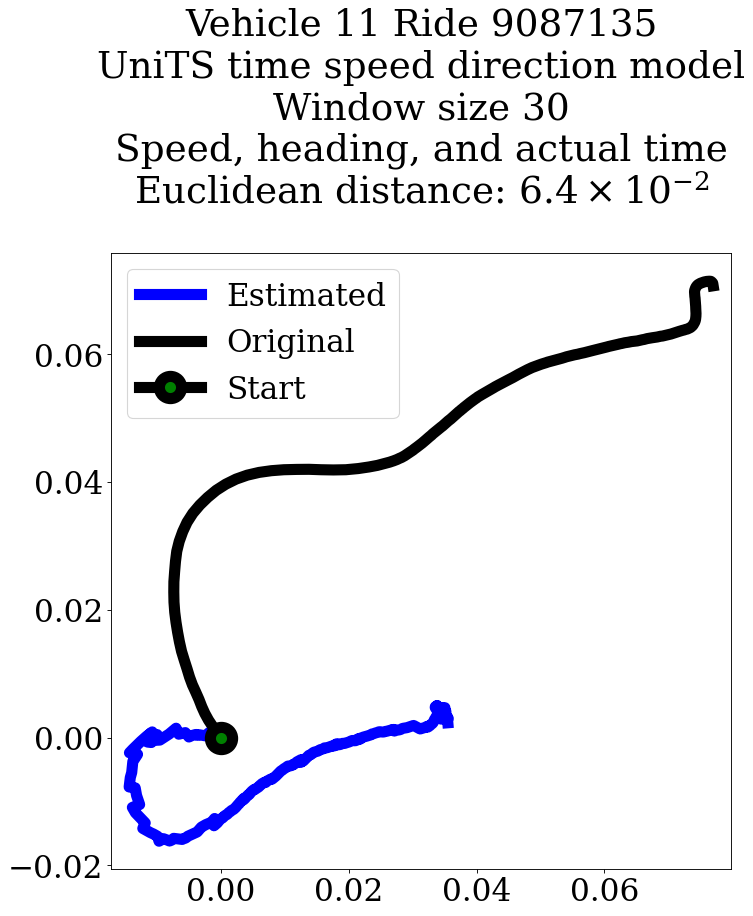 Vehicle 11 Ride 9087135
UniTS time speed direction model
Window size 30
Speed, heading, and actual time
Euclidean distance: 6.4 × 10⁻²
Estimated
Original
Start
0.06
0.04
0.02
0.00
−0.02
0.00 0.02 0.04 0.06